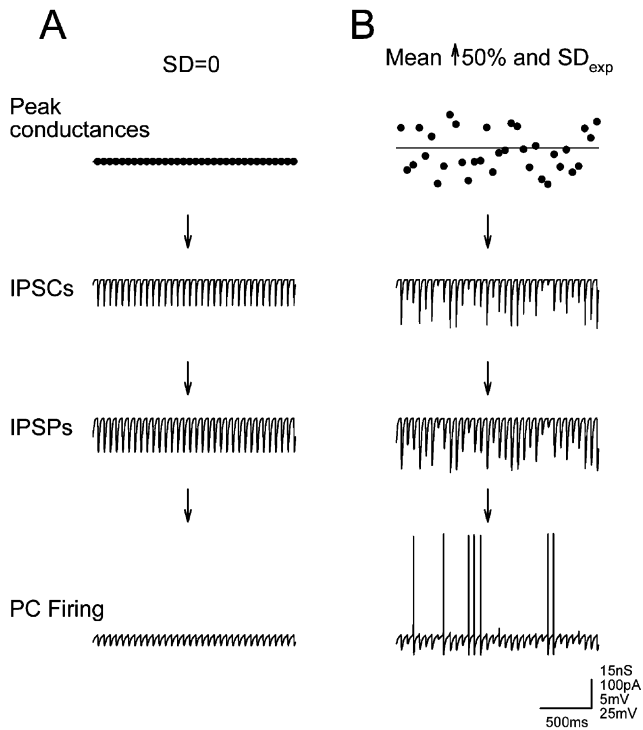 A
B
SD=0
Mean ↑50% and SDexp
Peak
conductances
IPSCs
IPSPs
PC Firing
15nS
100pA
5mV
25mV
500ms